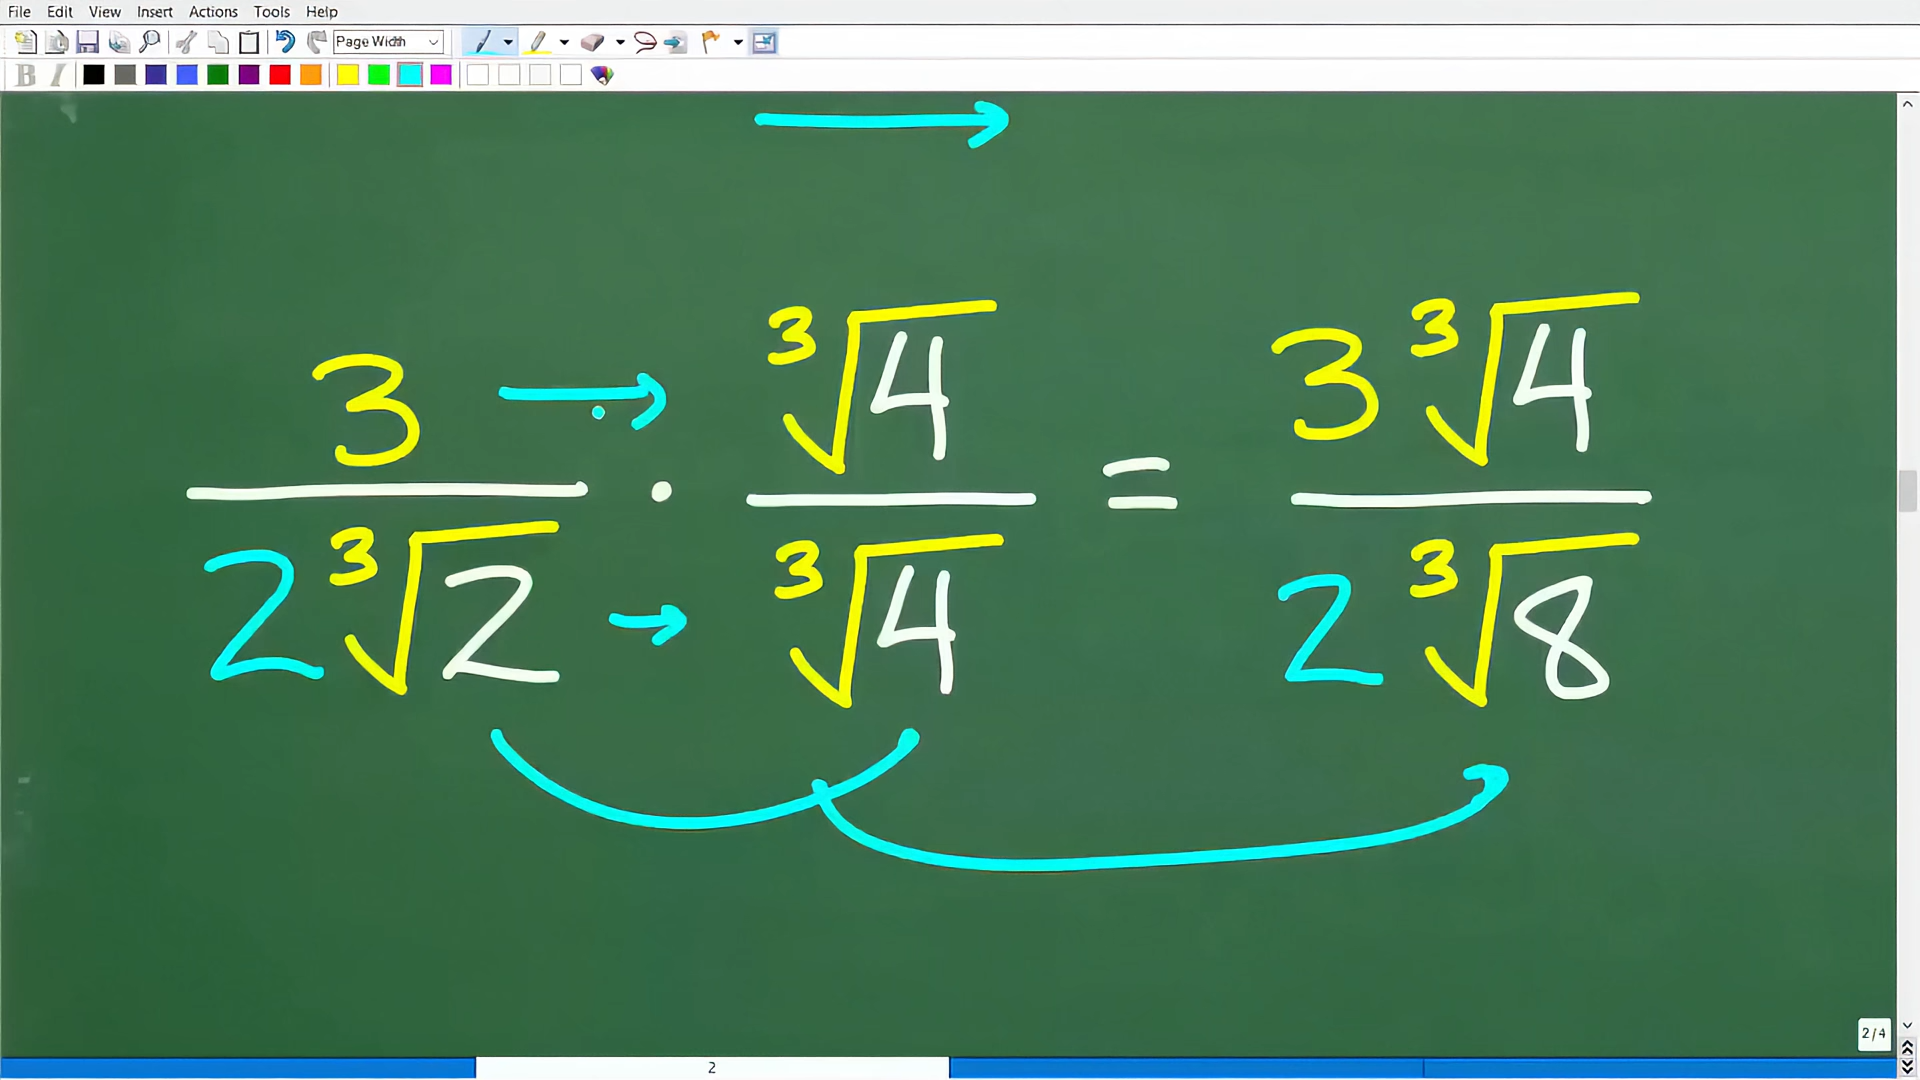 File Edit View Insert Actions Tools Help
Page Width
B I
3 ∛4 = 3∛4
2∛2 · ∛4 2∛8
2/4
2